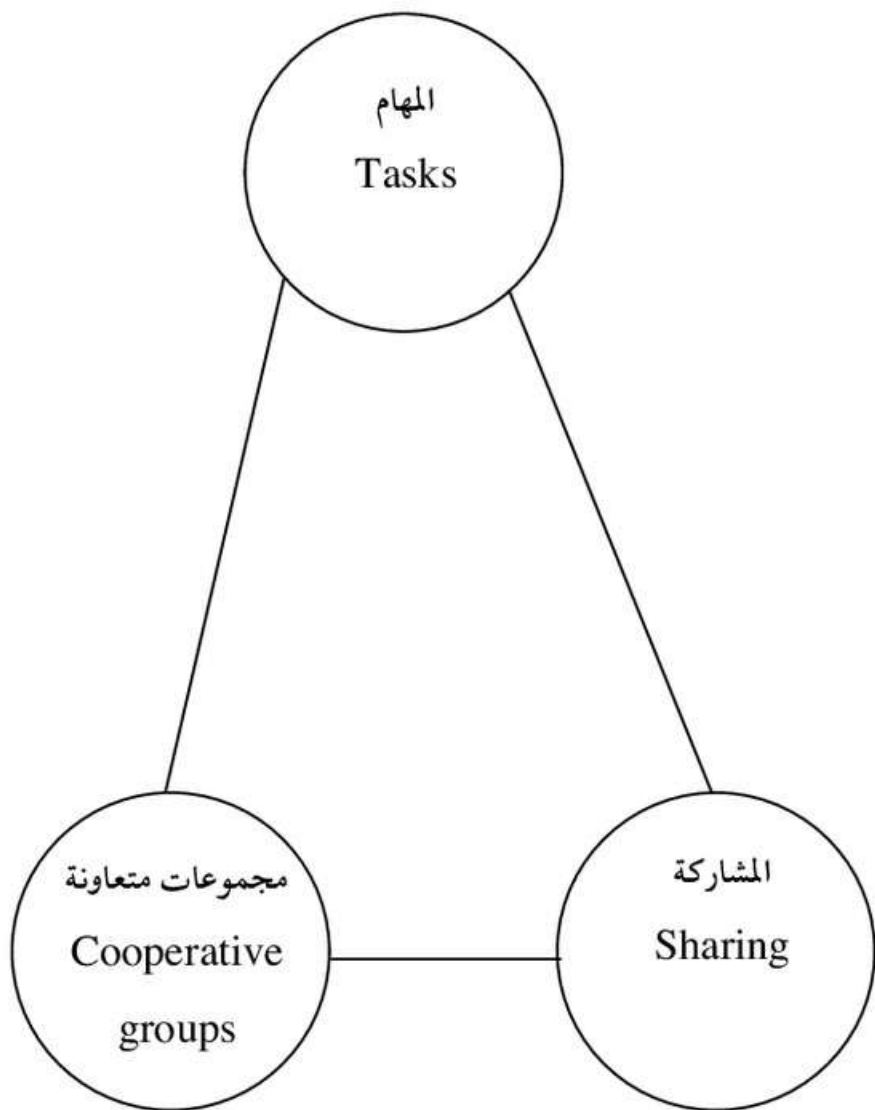 المهام
Tasks
مجموعات متعاونة
Cooperative
groups
المشاركة
Sharing